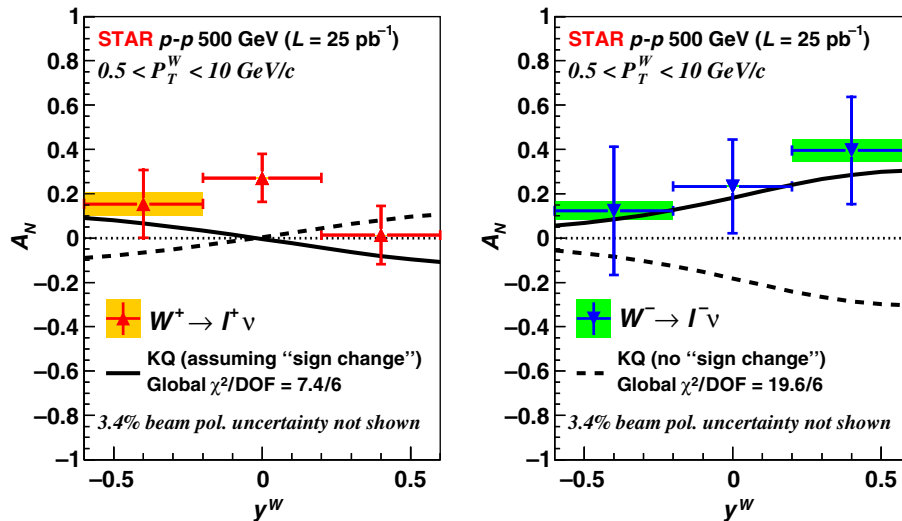 STAR p-p 500 GeV (L = 25 pb⁻¹)
0.5 < P_T^W < 10 GeV/c
1
0.8
0.6
0.4
0.2
0
−0.2
−0.4
−0.6
−0.8
−1
A_N
W⁺ → l⁺ ν
KQ (assuming “sign change”)
Global χ²/DOF = 7.4/6
3.4% beam pol. uncertainty not shown
−0.5 0 0.5
y^W
STAR p-p 500 GeV (L = 25 pb⁻¹)
0.5 < P_T^W < 10 GeV/c
1
0.8
0.6
0.4
0.2
0
−0.2
−0.4
−0.6
−0.8
−1
A_N
W⁻ → l⁻ ν
KQ (no “sign change”)
Global χ²/DOF = 19.6/6
3.4% beam pol. uncertainty not shown
−0.5 0 0.5
y^W